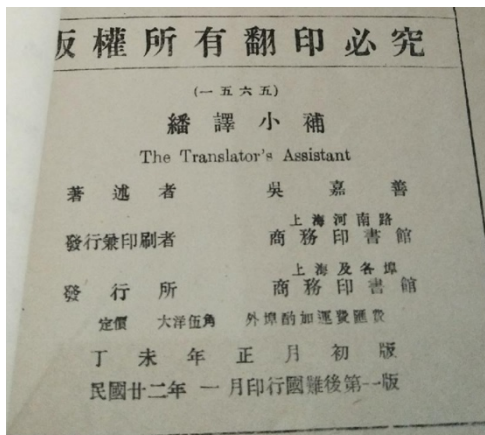 版權所有翻印必究
(一五六五)
繙譯小補
The Translator's Assistant
著述者 吳嘉善
發行兼印刷者 上海河南路 商務印書館
發行所 上海及各埠 商務印書館
定價 大洋伍角 外埠酌加運費匯費
丁未年正月初版
民國廿二年一月印行國難後第一版